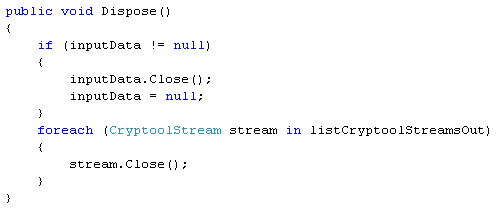 public void Dispose()
{
    if (inputData != null)
    {
        inputData.Close();
        inputData = null;
    }
    foreach (CryptoolStream stream in listCryptoolStreamsOut)
    {
        stream.Close();
    }
}